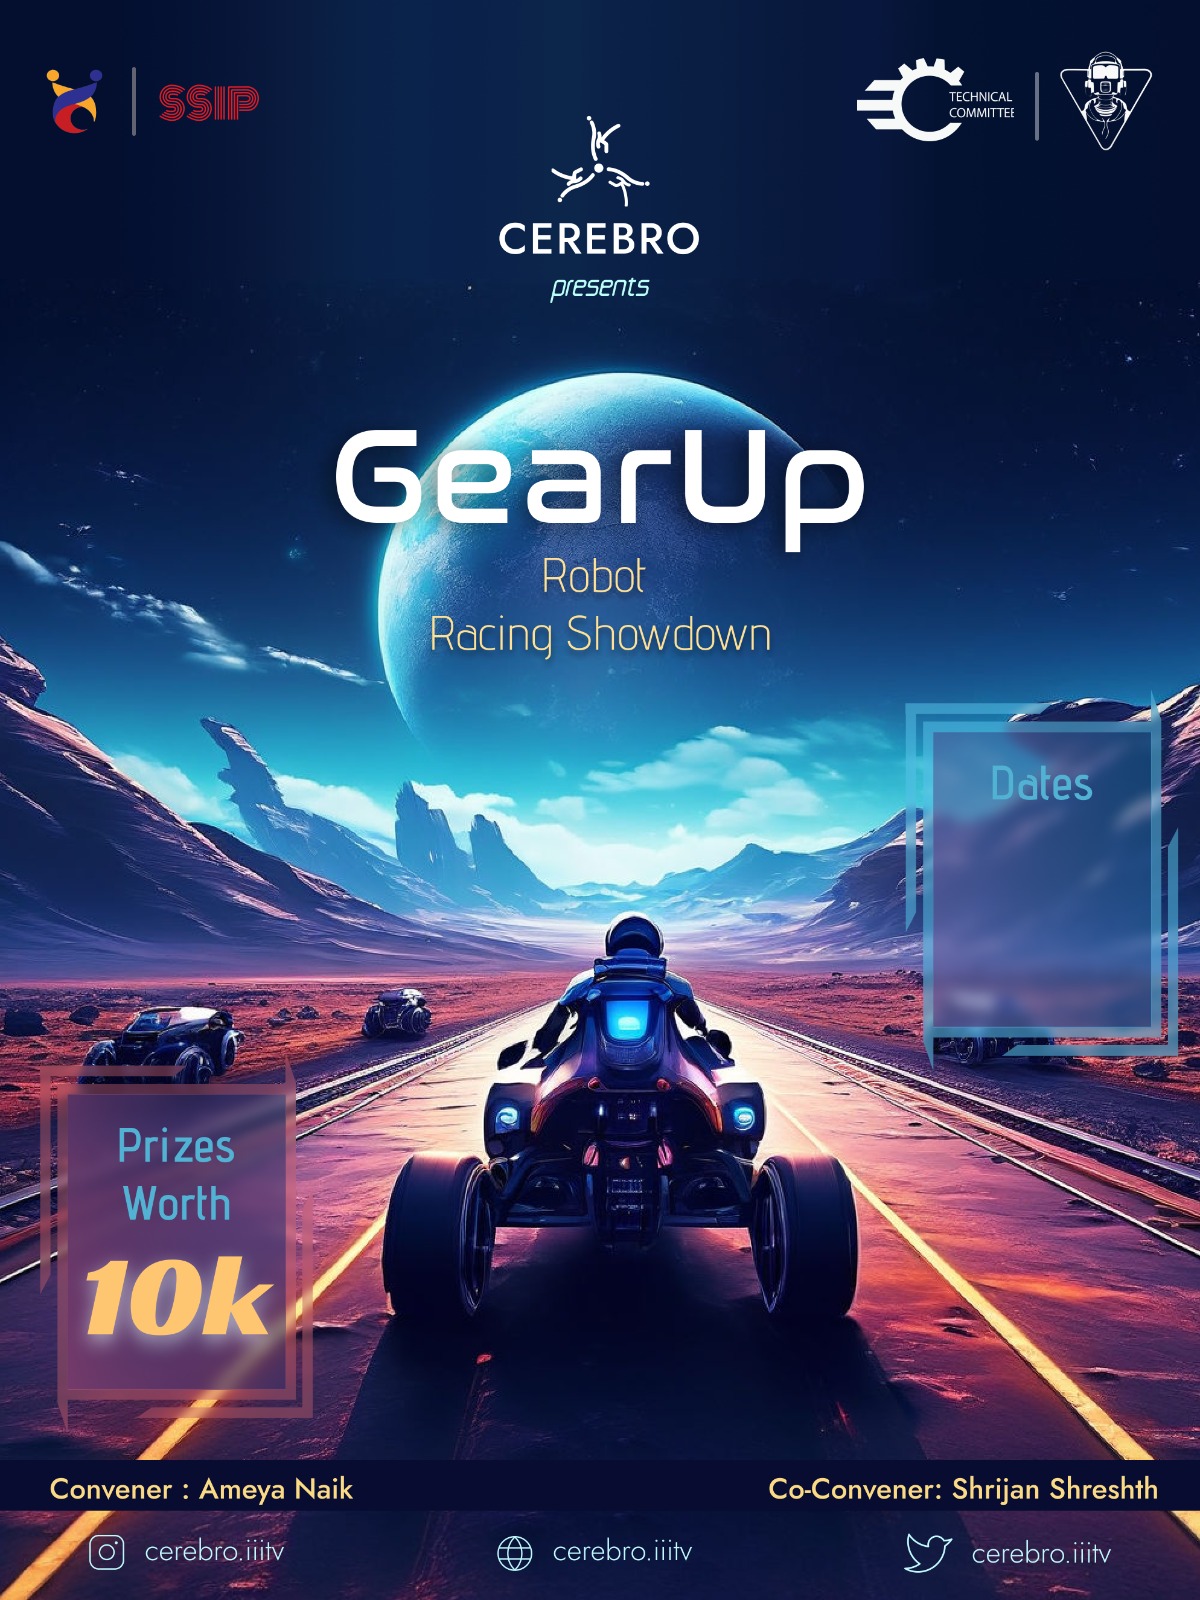 SSIP
TECHNICAL
COMMITTEE
CEREBRO
presents
GearUp
Robot
Racing Showdown
Dates
Prizes
Worth
10k
Convener : Ameya Naik
Co-Convener: Shrijan Shreshth
cerebro.iiitv
cerebro.iiitv
cerebro.iiitv